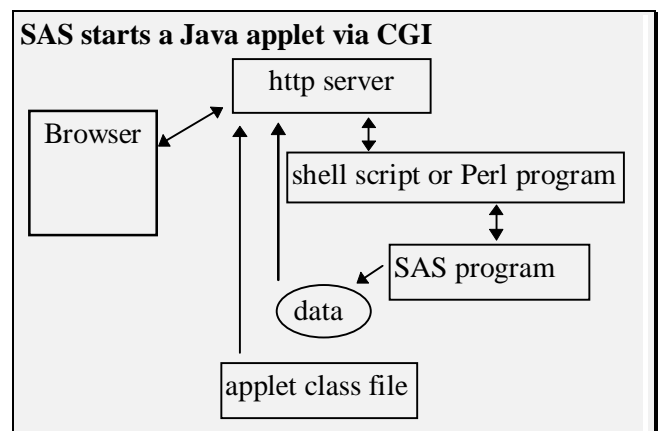 SAS starts a Java applet via CGI
http server
Browser
shell script or Perl program
SAS program
data
applet class file